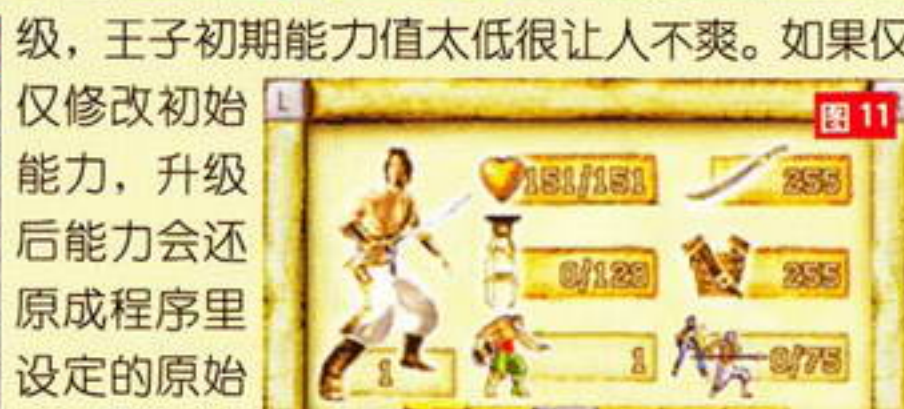 级，王子初期能力值太低很让人不爽。如果仅
仅修改初始
能力，升级
后能力会还
原成程序里
设定的原始
L
图 11
151/151
255
0/128
255
1
1
0/75